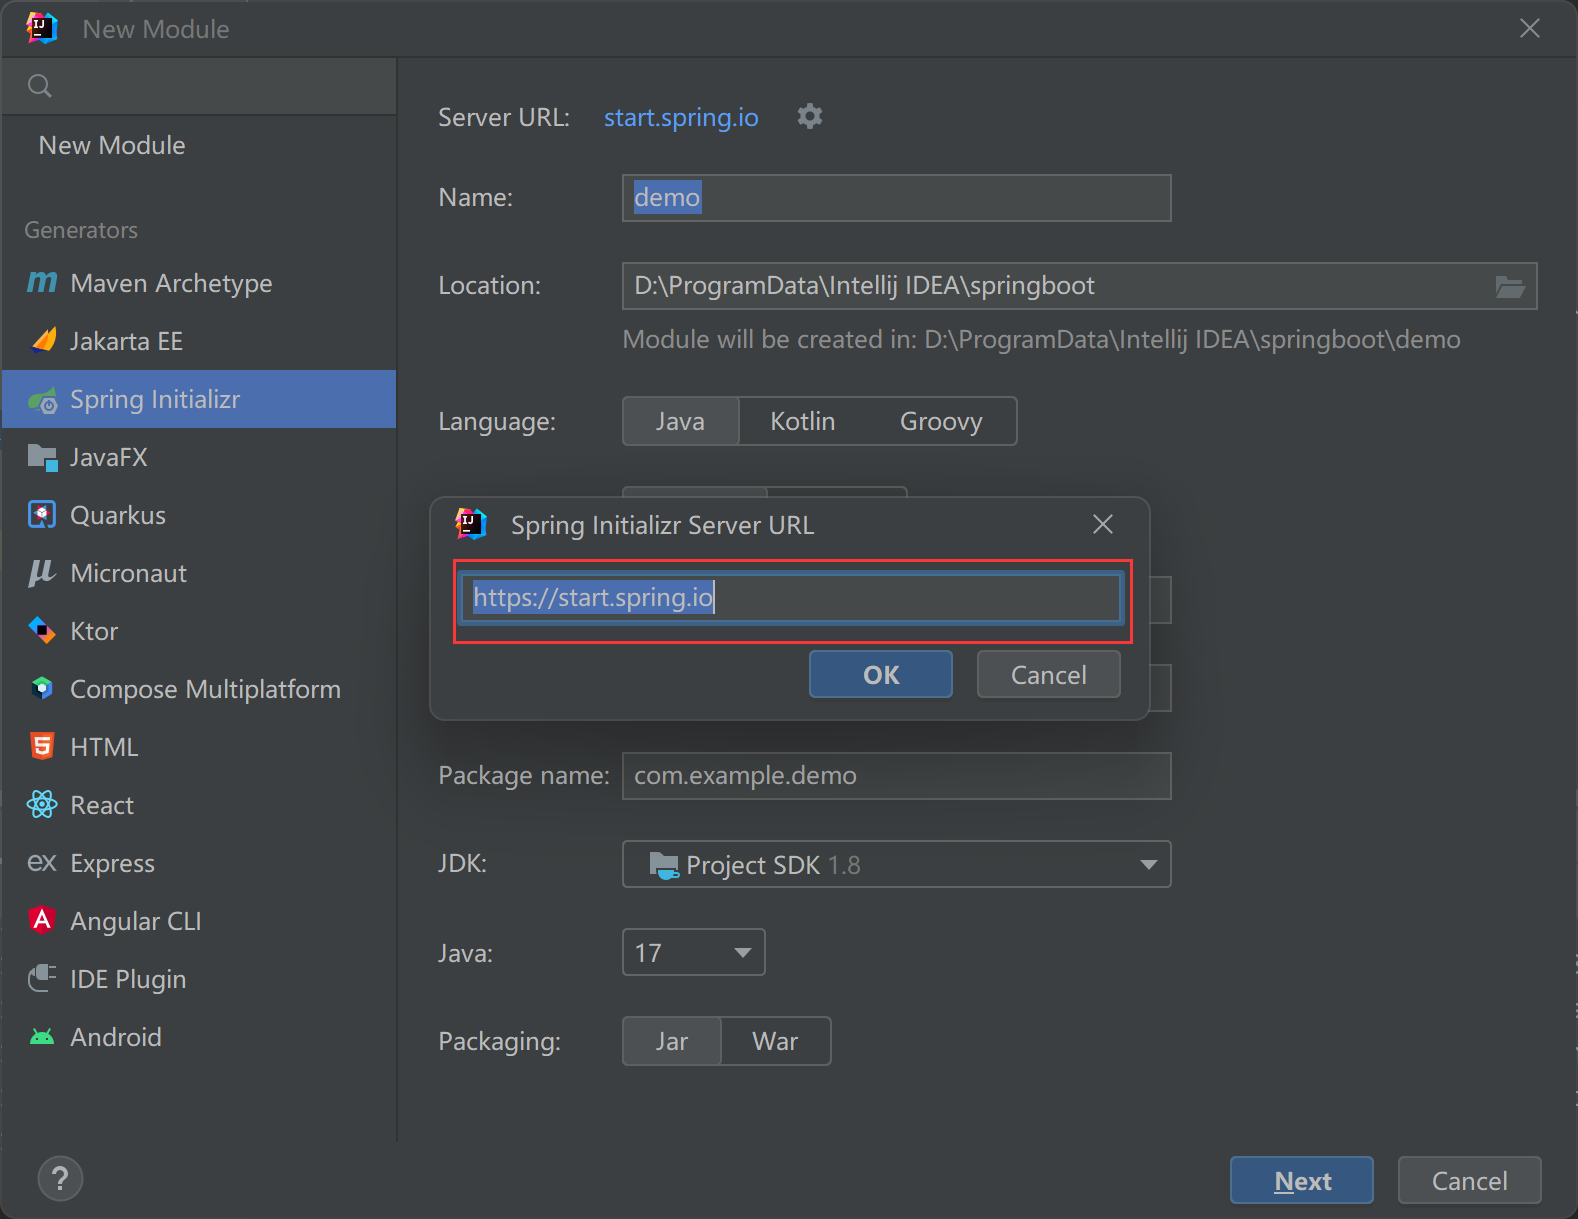 New Module
New Module
Generators
Maven Archetype
Jakarta EE
Spring Initializr
JavaFX
Quarkus
Micronaut
Ktor
Compose Multiplatform
HTML
React
Express
Angular CLI
IDE Plugin
Android
Server URL: start.spring.io
Name: demo
Location: D:\ProgramData\Intellij IDEA\springboot
Module will be created in: D:\ProgramData\Intellij IDEA\springboot\demo
Language: Java Kotlin Groovy
Spring Initializr Server URL
https://start.spring.io
OK Cancel
Package name: com.example.demo
JDK: Project SDK 1.8
Java: 17
Packaging: Jar War
? Next Cancel